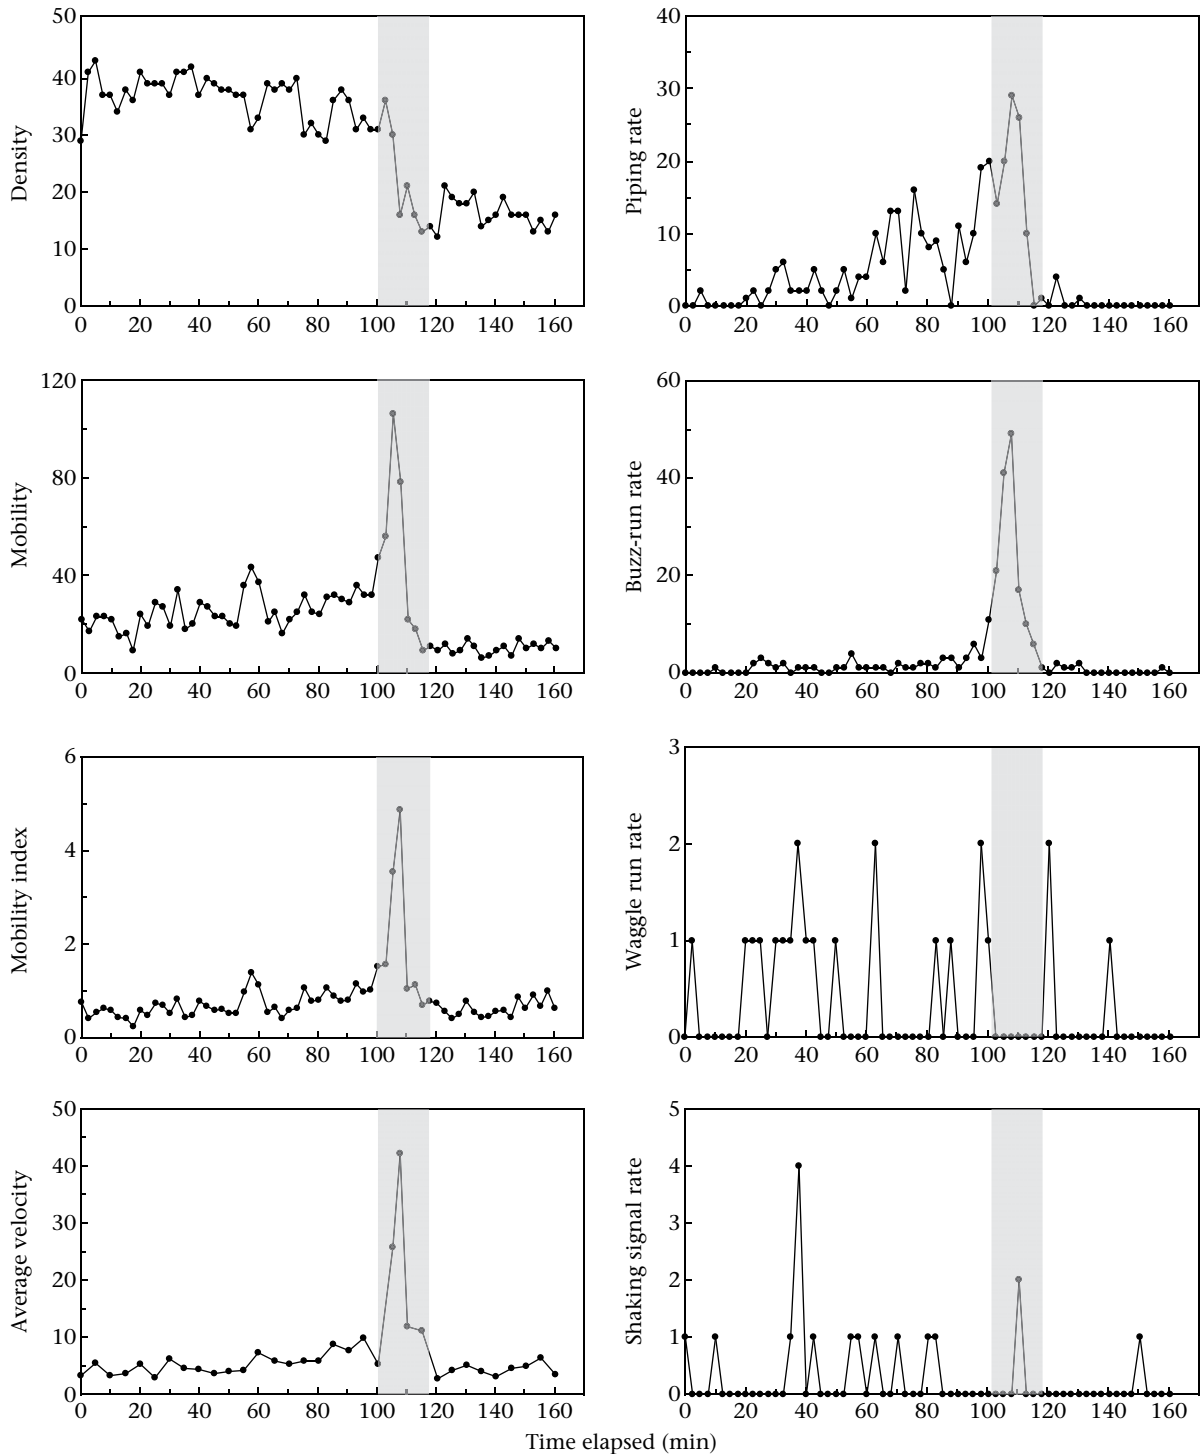 50
40
30
20
10
0
Density
0 20 40 60 80 100 120 140 160
40
30
20
10
0
Piping rate
0 20 40 60 80 100 120 140 160
120
80
40
0
Mobility
0 20 40 60 80 100 120 140 160
60
40
20
0
Buzz-run rate
0 20 40 60 80 100 120 140 160
6
4
2
0
Mobility index
0 20 40 60 80 100 120 140 160
3
2
1
0
Waggle run rate
0 20 40 60 80 100 120 140 160
50
40
30
20
10
0
Average velocity
0 20 40 60 80 100 120 140 160
5
4
3
2
1
0
Shaking signal rate
0 20 40 60 80 100 120 140 160
Time elapsed (min)